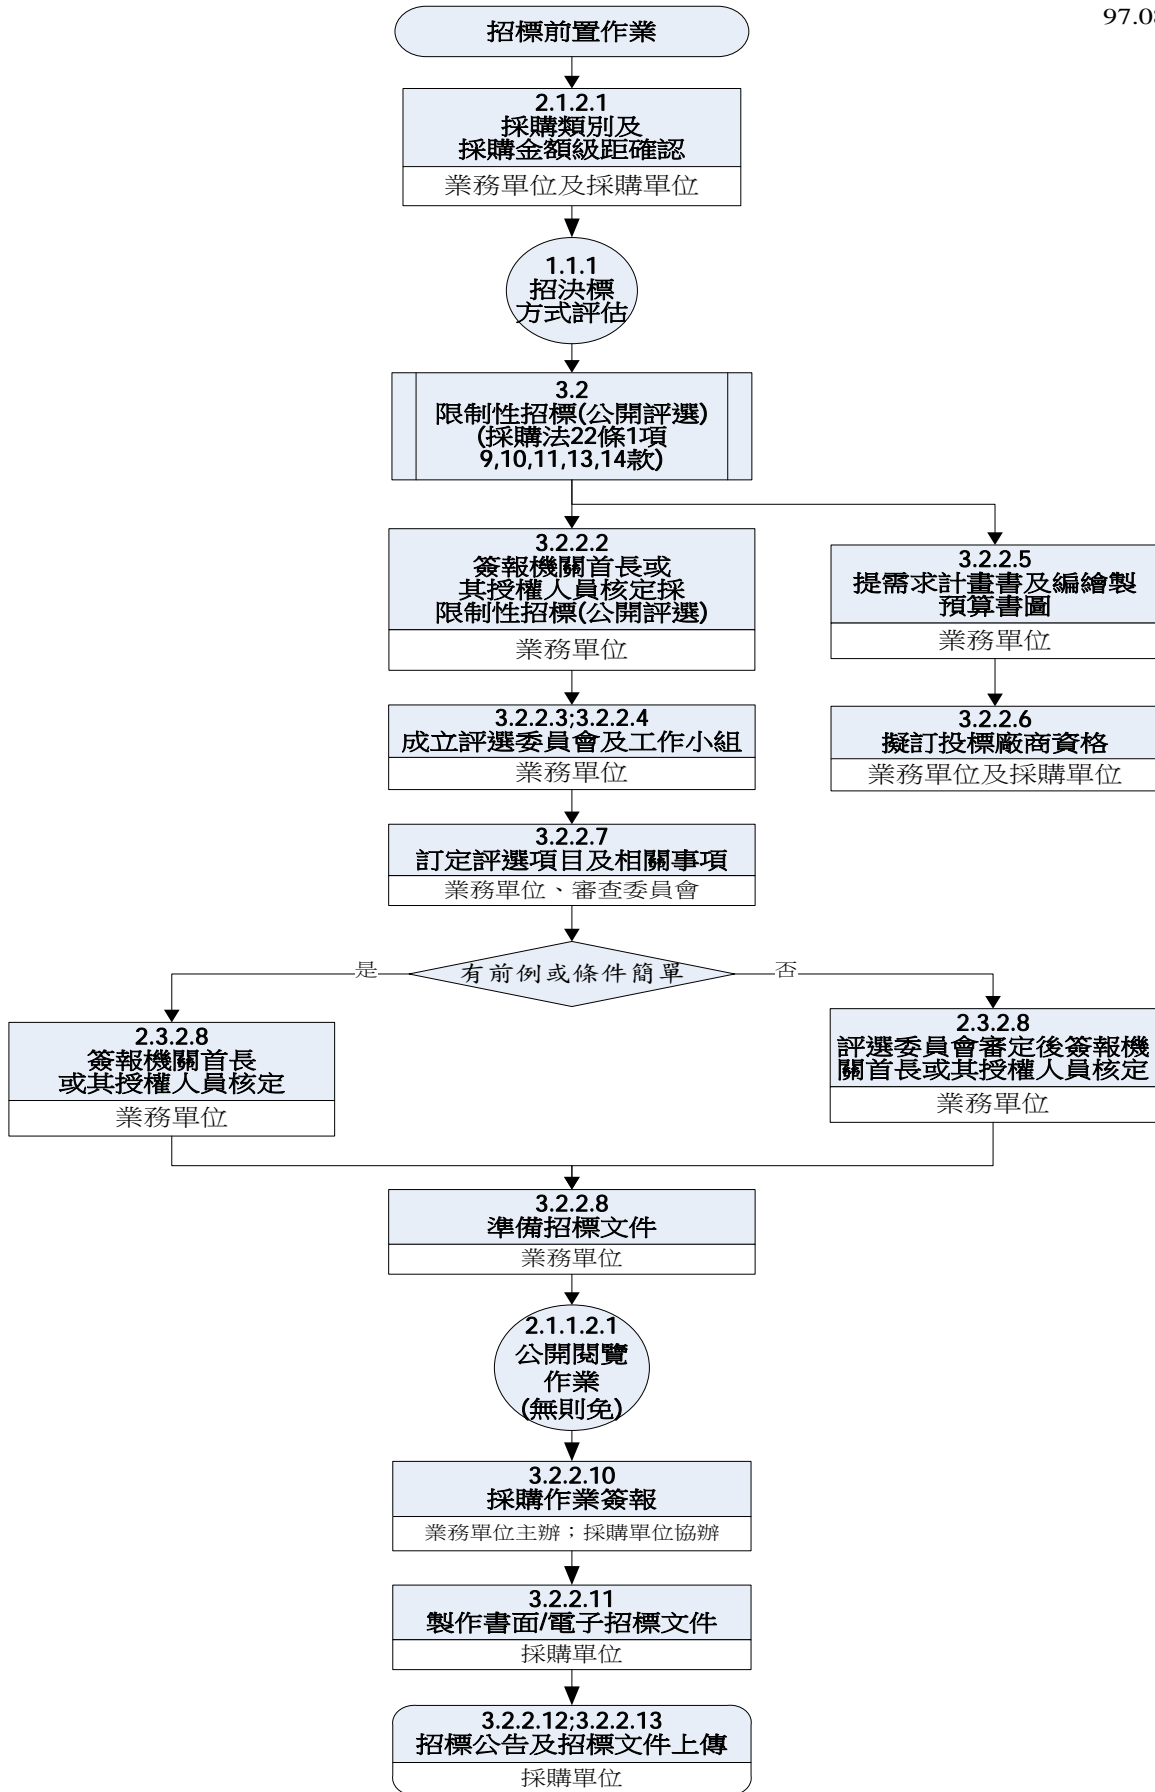 97.08
招標前置作業
2.1.2.1
採購類別及
採購金額級距確認
業務單位及採購單位
1.1.1
招決標
方式評估
3.2
限制性招標(公開評選)
(採購法22條1項
9,10,11,13,14款)
3.2.2.2
簽報機關首長或
其授權人員核定採
限制性招標(公開評選)
業務單位
3.2.2.5
提需求計畫書及編繪製
預算書圖
業務單位
3.2.2.3;3.2.2.4
成立評選委員會及工作小組
業務單位
3.2.2.6
擬訂投標廠商資格
業務單位及採購單位
3.2.2.7
訂定評選項目及相關事項
業務單位、審查委員會
是
有前例或條件簡單
否
2.3.2.8
簽報機關首長
或其授權人員核定
業務單位
2.3.2.8
評選委員會審定後簽報機
關首長或其授權人員核定
業務單位
3.2.2.8
準備招標文件
業務單位
2.1.1.2.1
公開閱覽
作業
(無則免)
3.2.2.10
採購作業簽報
業務單位主辦；採購單位協辦
3.2.2.11
製作書面/電子招標文件
採購單位
3.2.2.12;3.2.2.13
招標公告及招標文件上傳
採購單位